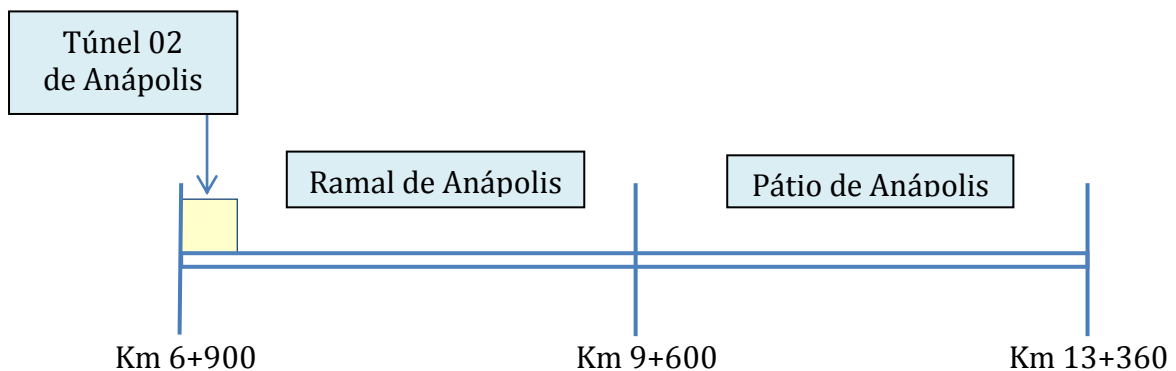 Túnel 02
de Anápolis
Ramal de Anápolis
Pátio de Anápolis
Km 6+900
Km 9+600
Km 13+360